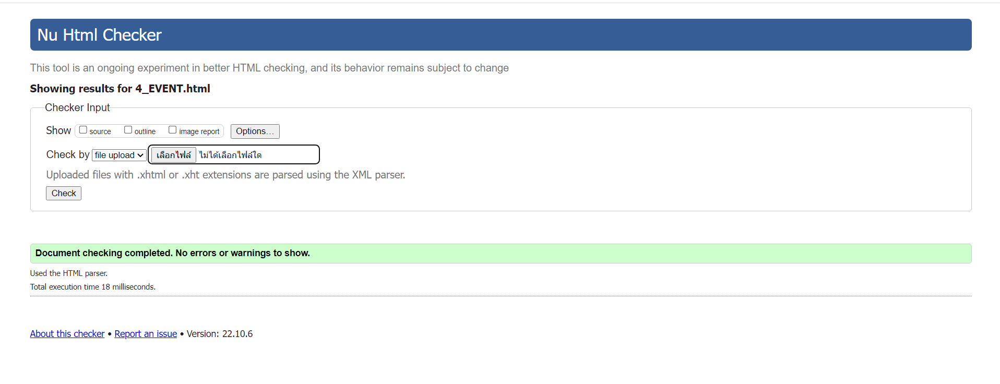 Nu Html Checker
This tool is an ongoing experiment in better HTML checking, and its behavior remains subject to change
Showing results for 4_EVENT.html
Checker Input
Show source outline image report Options...
Check by file upload เลือกไฟล์ ไม่ได้เลือกไฟล์ใด
Uploaded files with .xhtml or .xht extensions are parsed using the XML parser.
Check
Document checking completed. No errors or warnings to show.
Used the HTML parser.
Total execution time 18 milliseconds.
About this checker • Report an issue • Version: 22.10.6